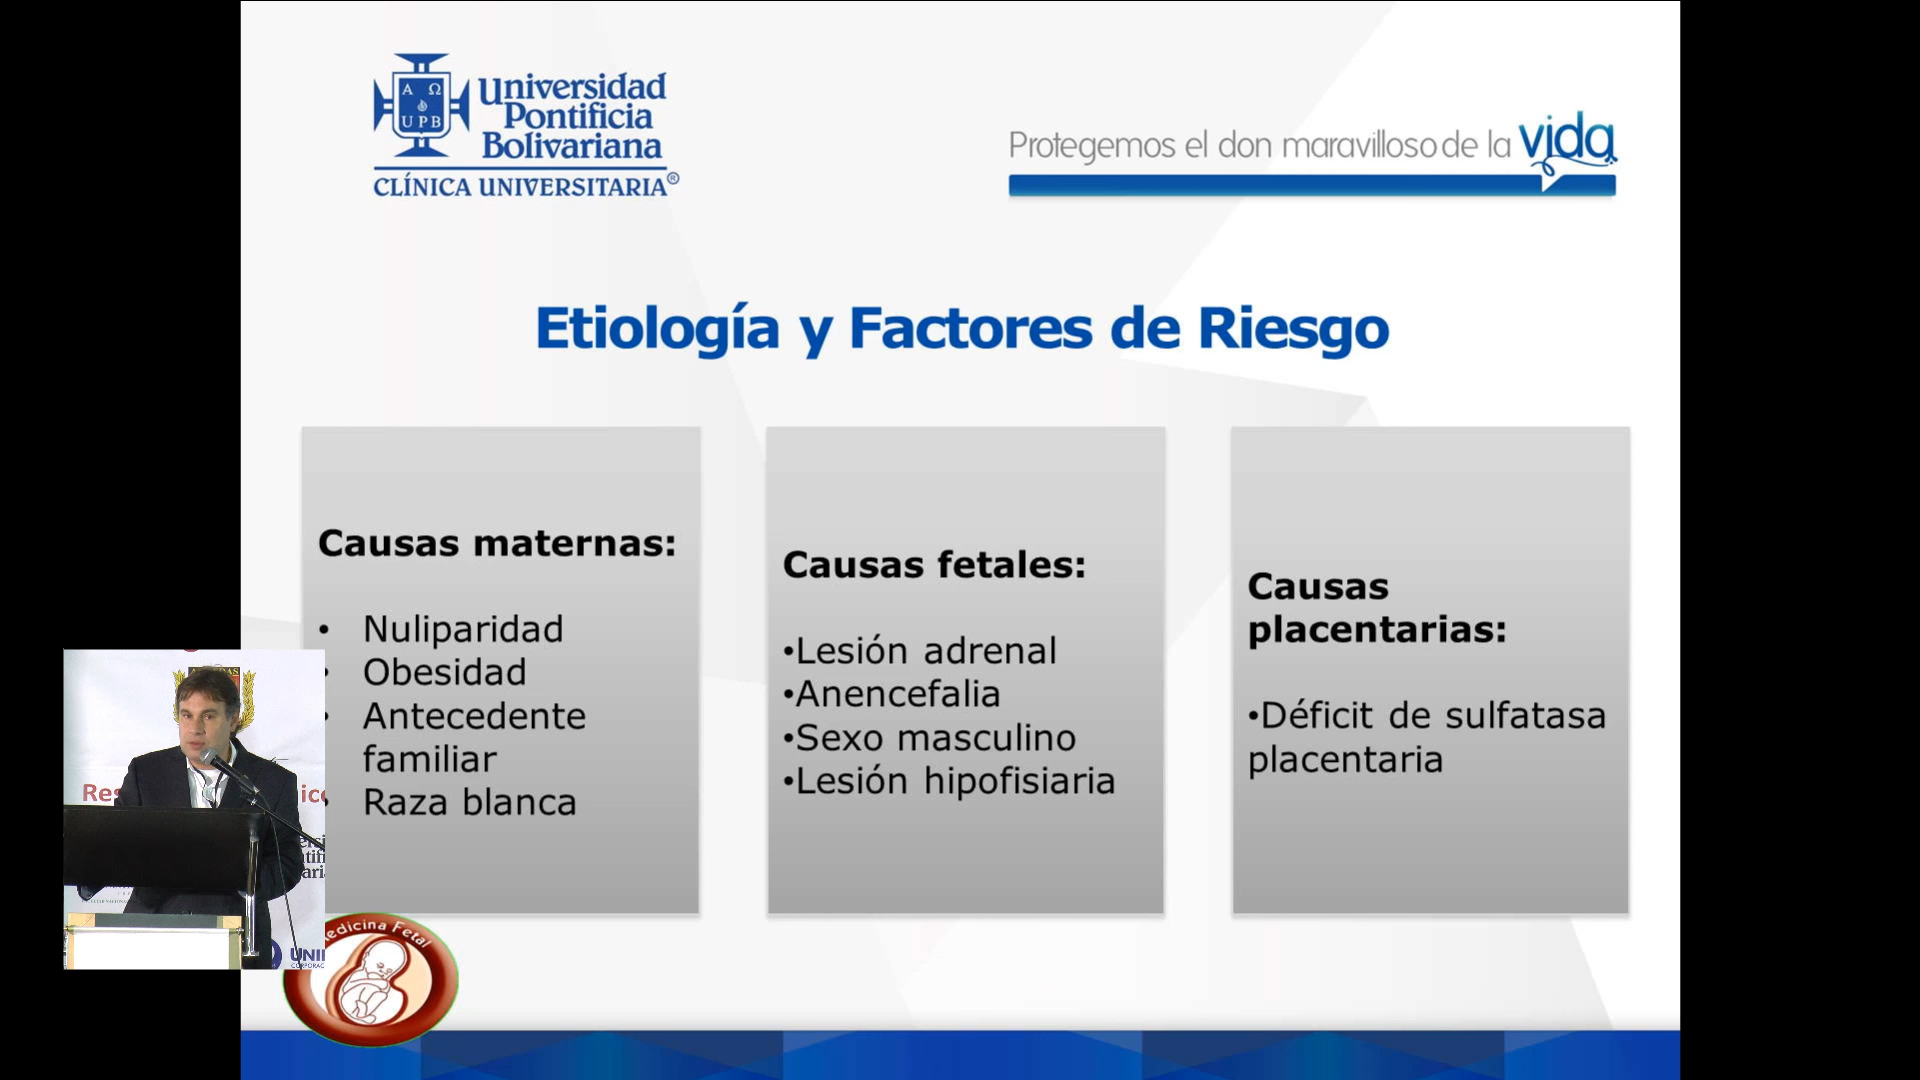 Α Ω
UPB
Universidad
Pontificia
Bolivariana
CLÍNICA UNIVERSITARIA®
Protegemos el don maravilloso de la vida
Etiología y Factores de Riesgo
Causas maternas:
• Nuliparidad
• Obesidad
• Antecedente
familiar
• Raza blanca
Causas fetales:
•Lesión adrenal
•Anencefalia
•Sexo masculino
•Lesión hipofisiaria
Causas
placentarias:
•Déficit de sulfatasa
placentaria
edicina Fetal